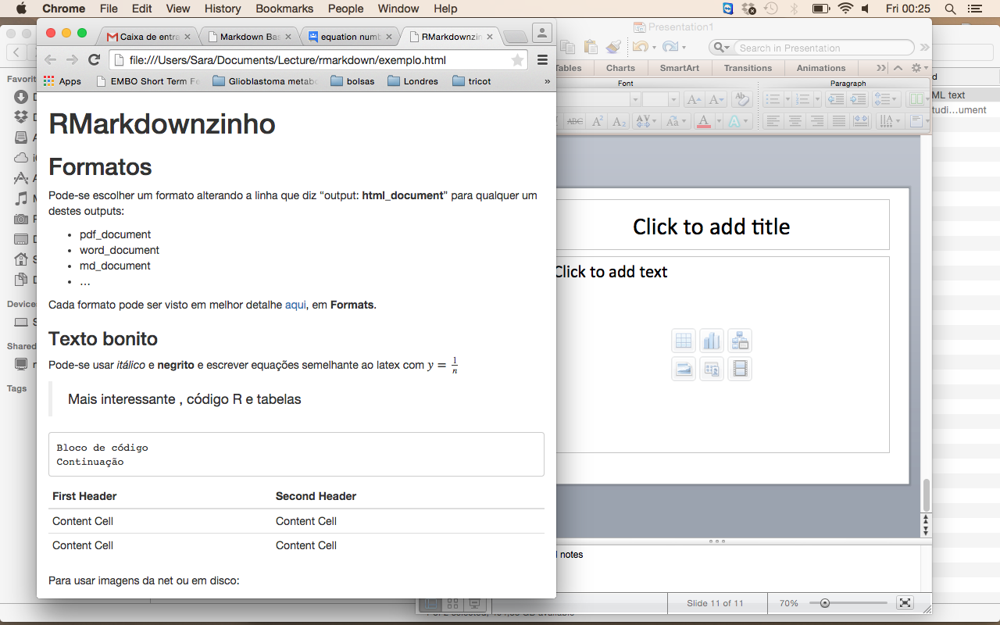 Chrome File Edit View History Bookmarks People Window Help
Fri 00:25
Caixa de entra
Markdown Bas
equation numb
RMarkdownzin
file:///Users/Sara/Documents/Lecture/rmarkdown/exemplo.html
Apps
EMBO Short Term Fe
Glioblastoma metabo
bolsas
Londres
tricot
»
RMarkdownzinho
Formatos
Pode-se escolher um formato alterando a linha que diz “output: html_document” para qualquer um
destes outputs:
• pdf_document
• word_document
• md_document
• …
Cada formato pode ser visto em melhor detalhe aqui, em Formats.
Texto bonito
Pode-se usar itálico e negrito e escrever equações semelhante ao latex com y = 1/n
Mais interessante , código R e tabelas
Bloco de código
Continuação
First Header Second Header
Content Cell Content Cell
Content Cell Content Cell
Para usar imagens da net ou em disco:
Favorit
Devices
Shared
Tags
Presentation1
Search in Presentation
ables Charts SmartArt Transitions Animations
Font Paragraph
ABC A² A₂ Aa A A
Click to add title
Click to add text
notes
Slide 11 of 11 70%
ML text
tudi...ument